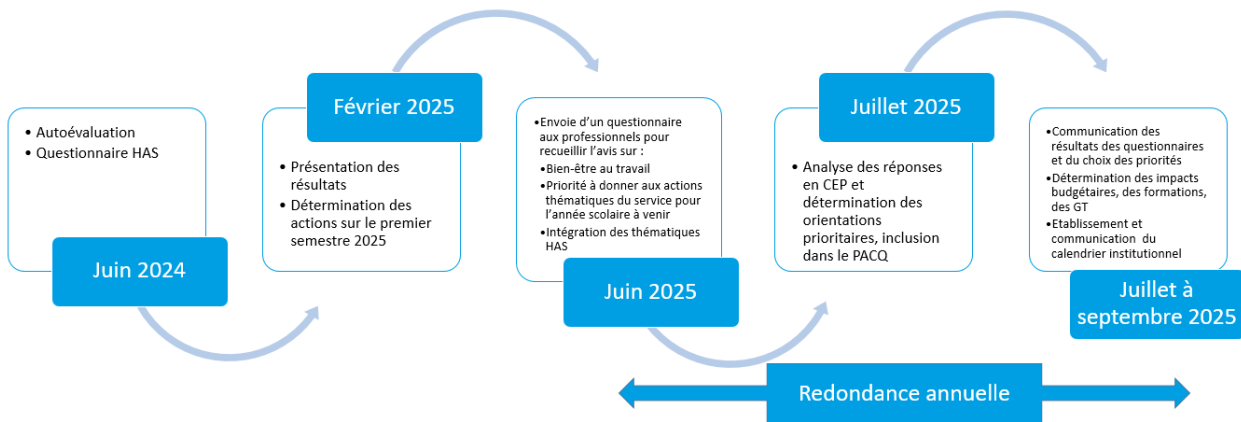 • Autoévaluation
• Questionnaire HAS
Juin 2024
Février 2025
• Présentation des
résultats
• Détermination des
actions sur le premier
semestre 2025
•Envoie d'un questionnaire
aux professionnels pour
recueillir l'avis sur :
•Bien-être au travail
•Priorité à donner aux actions
thématiques du service pour
l'année scolaire à venir
•Intégration des thématiques
HAS
Juin 2025
Juillet 2025
• Analyse des réponses
en CEP et
détermination des
orientations
prioritaires, inclusion
dans le PACQ
•Communication des
résultats des questionnaires
et du choix des priorités
•Détermination des impacts
budgétaires, des formations,
des GT
•Etablissement et
communication du
calendrier institutionnel
Juillet à
septembre 2025
Redondance annuelle